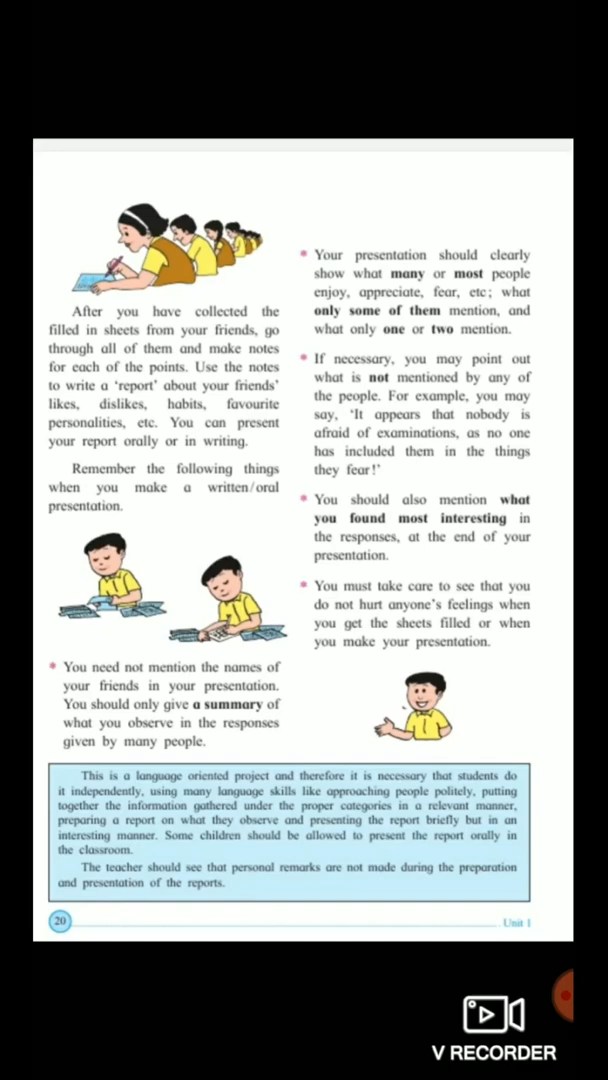 After you have collected the
filled in sheets from your friends, go
through all of them and make notes
for each of the points. Use the notes
to write a ‘report’ about your friends’
likes, dislikes, habits, favourite
personalities, etc. You can present
your report orally or in writing.
Remember the following things
when you make a written/oral
presentation.
* You need not mention the names of
your friends in your presentation.
You should only give a summary of
what you observe in the responses
given by many people.
* Your presentation should clearly
show what many or most people
enjoy, appreciate, fear, etc; what
only some of them mention, and
what only one or two mention.
* If necessary, you may point out
what is not mentioned by any of
the people. For example, you may
say, ‘It appears that nobody is
afraid of examinations, as no one
has included them in the things
they fear!’
* You should also mention what
you found most interesting in
the responses, at the end of your
presentation.
* You must take care to see that you
do not hurt anyone’s feelings when
you get the sheets filled or when
you make your presentation.
This is a language oriented project and therefore it is necessary that students do
it independently, using many language skills like approaching people politely, putting
together the information gathered under the proper categories in a relevant manner,
preparing a report on what they observe and presenting the report briefly but in an
interesting manner. Some children should be allowed to present the report orally in
the classroom.
The teacher should see that personal remarks are not made during the preparation
and presentation of the reports.
20
Unit 1
V RECORDER